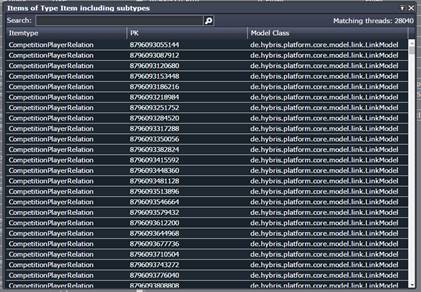 Items of Type Item including subtypes
Search: Matching threads: 28040
Itemtype PK Model Class
CompetitionPlayerRelation 8796093055144 de.hybris.platform.core.model.link.LinkModel
CompetitionPlayerRelation 8796093087912 de.hybris.platform.core.model.link.LinkModel
CompetitionPlayerRelation 8796093120680 de.hybris.platform.core.model.link.LinkModel
CompetitionPlayerRelation 8796093153448 de.hybris.platform.core.model.link.LinkModel
CompetitionPlayerRelation 8796093186216 de.hybris.platform.core.model.link.LinkModel
CompetitionPlayerRelation 8796093218984 de.hybris.platform.core.model.link.LinkModel
CompetitionPlayerRelation 8796093251752 de.hybris.platform.core.model.link.LinkModel
CompetitionPlayerRelation 8796093284520 de.hybris.platform.core.model.link.LinkModel
CompetitionPlayerRelation 8796093317288 de.hybris.platform.core.model.link.LinkModel
CompetitionPlayerRelation 8796093350056 de.hybris.platform.core.model.link.LinkModel
CompetitionPlayerRelation 8796093382824 de.hybris.platform.core.model.link.LinkModel
CompetitionPlayerRelation 8796093415592 de.hybris.platform.core.model.link.LinkModel
CompetitionPlayerRelation 8796093448360 de.hybris.platform.core.model.link.LinkModel
CompetitionPlayerRelation 8796093481128 de.hybris.platform.core.model.link.LinkModel
CompetitionPlayerRelation 8796093513896 de.hybris.platform.core.model.link.LinkModel
CompetitionPlayerRelation 8796093546664 de.hybris.platform.core.model.link.LinkModel
CompetitionPlayerRelation 8796093579432 de.hybris.platform.core.model.link.LinkModel
CompetitionPlayerRelation 8796093612200 de.hybris.platform.core.model.link.LinkModel
CompetitionPlayerRelation 8796093644968 de.hybris.platform.core.model.link.LinkModel
CompetitionPlayerRelation 8796093677736 de.hybris.platform.core.model.link.LinkModel
CompetitionPlayerRelation 8796093710504 de.hybris.platform.core.model.link.LinkModel
CompetitionPlayerRelation 8796093743272 de.hybris.platform.core.model.link.LinkModel
CompetitionPlayerRelation 8796093776040 de.hybris.platform.core.model.link.LinkModel
CompetitionPlayerRelation 8796093808808 de.hybris.platform.core.model.link.LinkModel